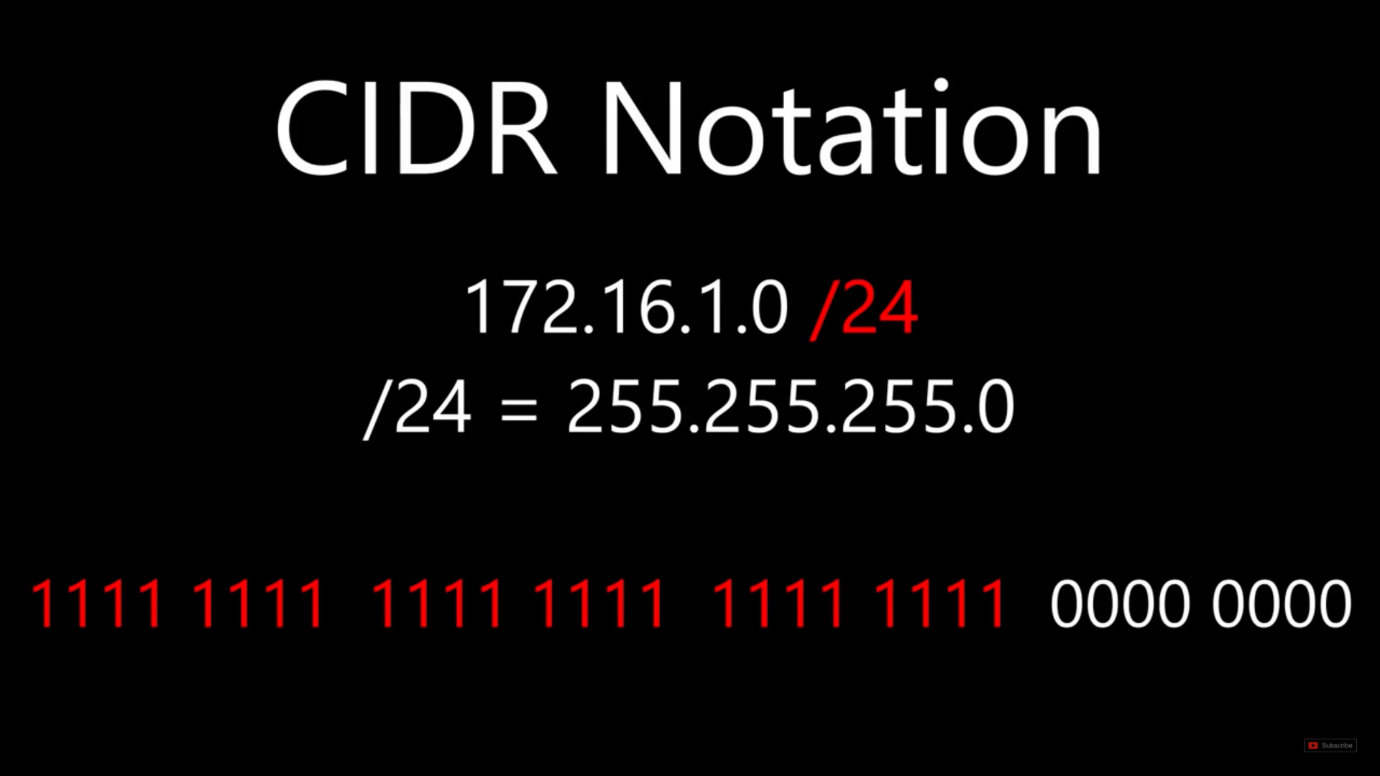 CIDR Notation
172.16.1.0 /24
/24 = 255.255.255.0
1111 1111 1111 1111 1111 1111 0000 0000
Subscribe